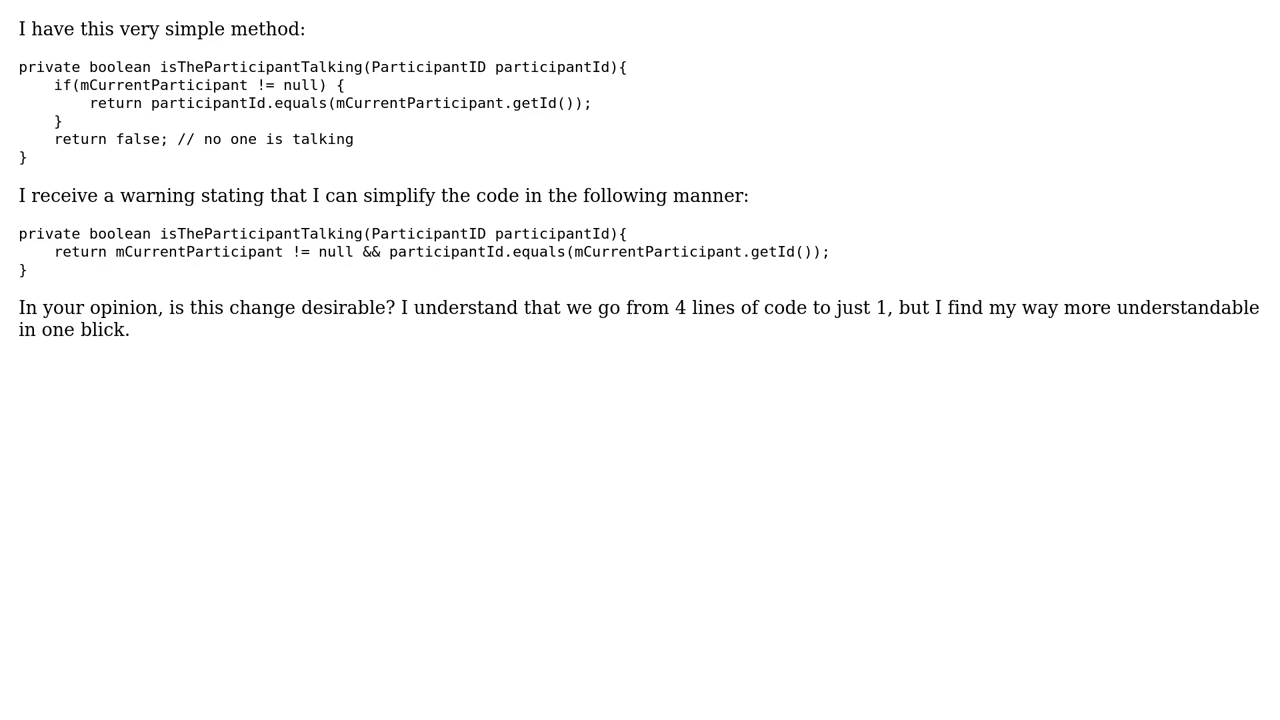 I have this very simple method:
private boolean isTheParticipantTalking(ParticipantID participantId){
    if(mCurrentParticipant != null) {
        return participantId.equals(mCurrentParticipant.getId());
    }
    return false; // no one is talking
}
I receive a warning stating that I can simplify the code in the following manner:
private boolean isTheParticipantTalking(ParticipantID participantId){
    return mCurrentParticipant != null && participantId.equals(mCurrentParticipant.getId());
}
In your opinion, is this change desirable? I understand that we go from 4 lines of code to just 1, but I find my way more understandable
in one blick.